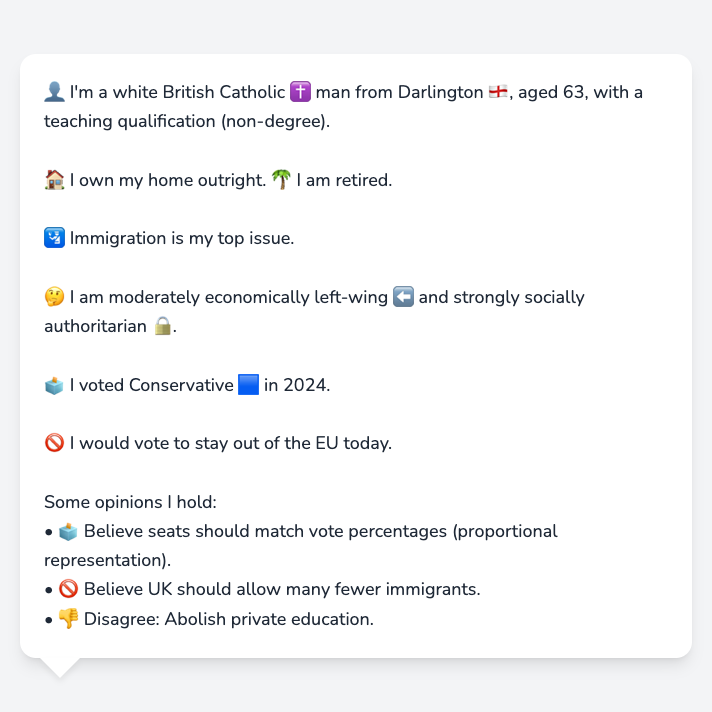 👤 I'm a white British Catholic ✝️ man from Darlington 🏴󠁧󠁢󠁥󠁮󠁧󠁿, aged 63, with a
teaching qualification (non-degree).
🏠 I own my home outright. 🌴 I am retired.
🛂 Immigration is my top issue.
🤔 I am moderately economically left-wing ⬅️ and strongly socially
authoritarian 🔒.
🗳️ I voted Conservative 🟦 in 2024.
🚫 I would vote to stay out of the EU today.
Some opinions I hold:
• 🗳️ Believe seats should match vote percentages (proportional
representation).
• 🚫 Believe UK should allow many fewer immigrants.
• 👎 Disagree: Abolish private education.